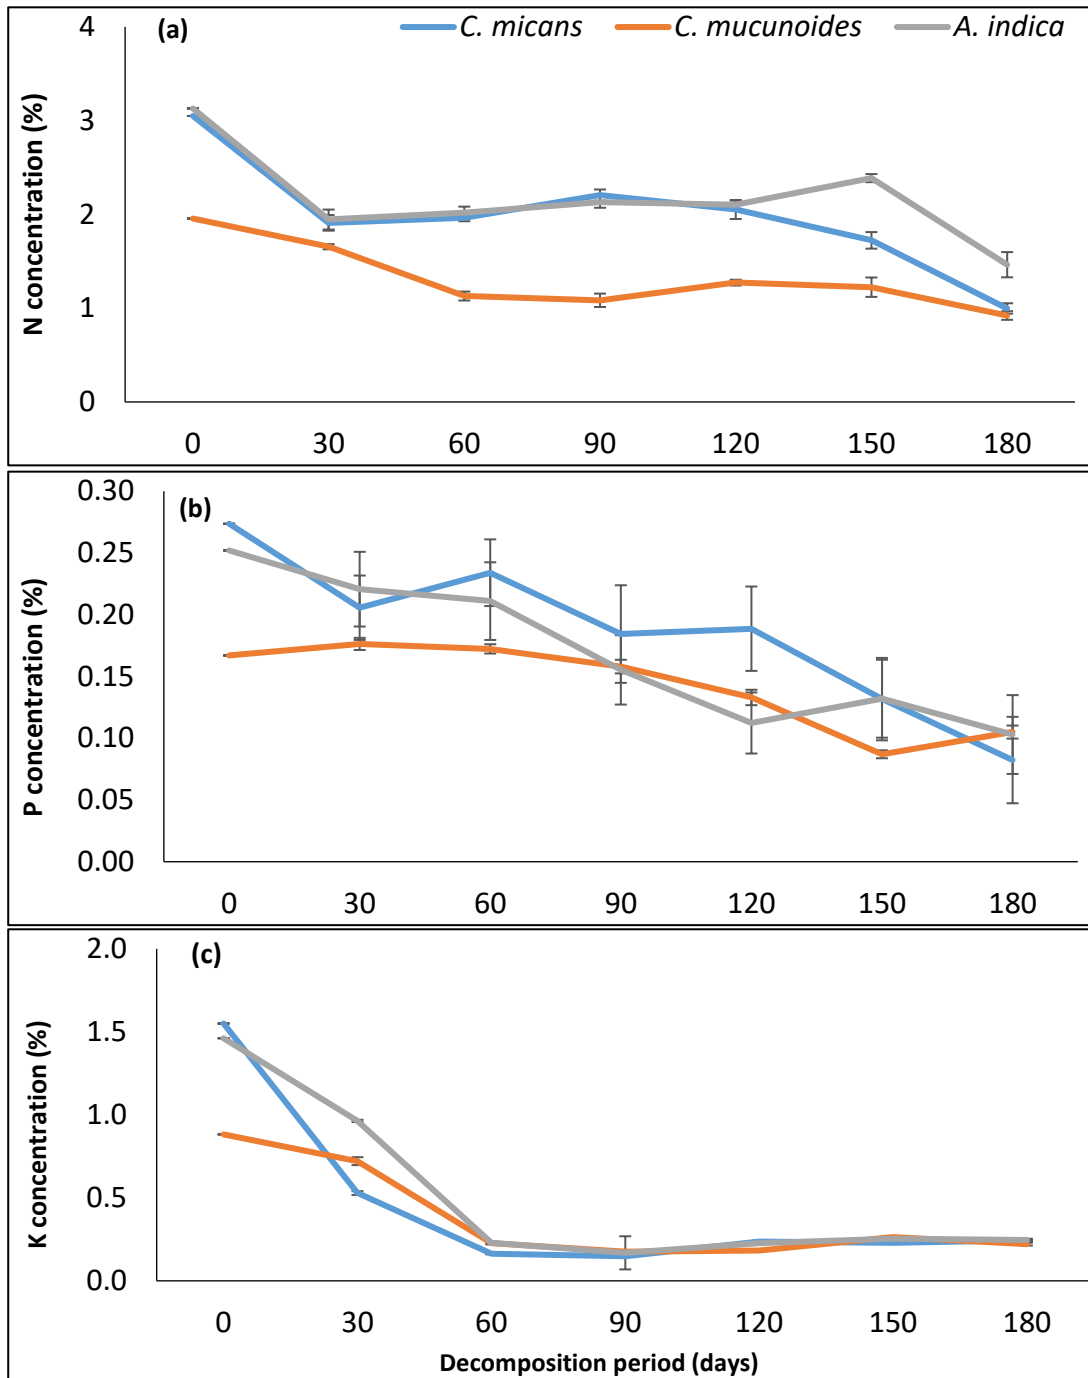 (a) C. micans C. mucunoides A. indica
N concentration (%)
4
3
2
1
0
0 30 60 90 120 150 180
(b)
P concentration (%)
0.30
0.25
0.20
0.15
0.10
0.05
0.00
0 30 60 90 120 150 180
(c)
K concentration (%)
2.0
1.5
1.0
0.5
0.0
0 30 60 90 120 150 180
Decomposition period (days)